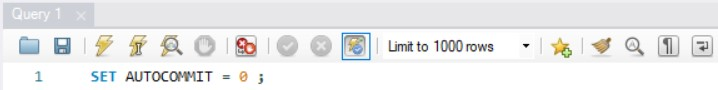 Query 1
Limit to 1000 rows
1 SET AUTOCOMMIT = 0 ;